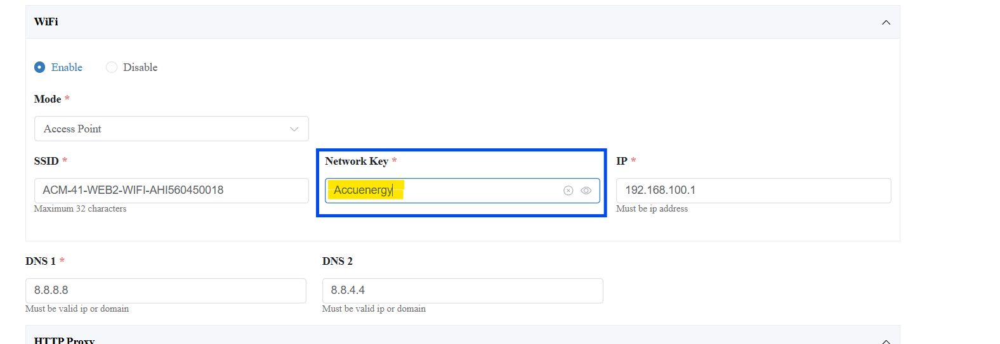 WiFi
Enable Disable
Mode *
Access Point
SSID * Network Key * IP *
ACM-41-WEB2-WIFI-AHI560450018 Accuenergy 192.168.100.1
Maximum 32 characters Must be ip address
DNS 1 * DNS 2
8.8.8.8 8.8.4.4
Must be valid ip or domain Must be valid ip or domain
HTTP Proxy